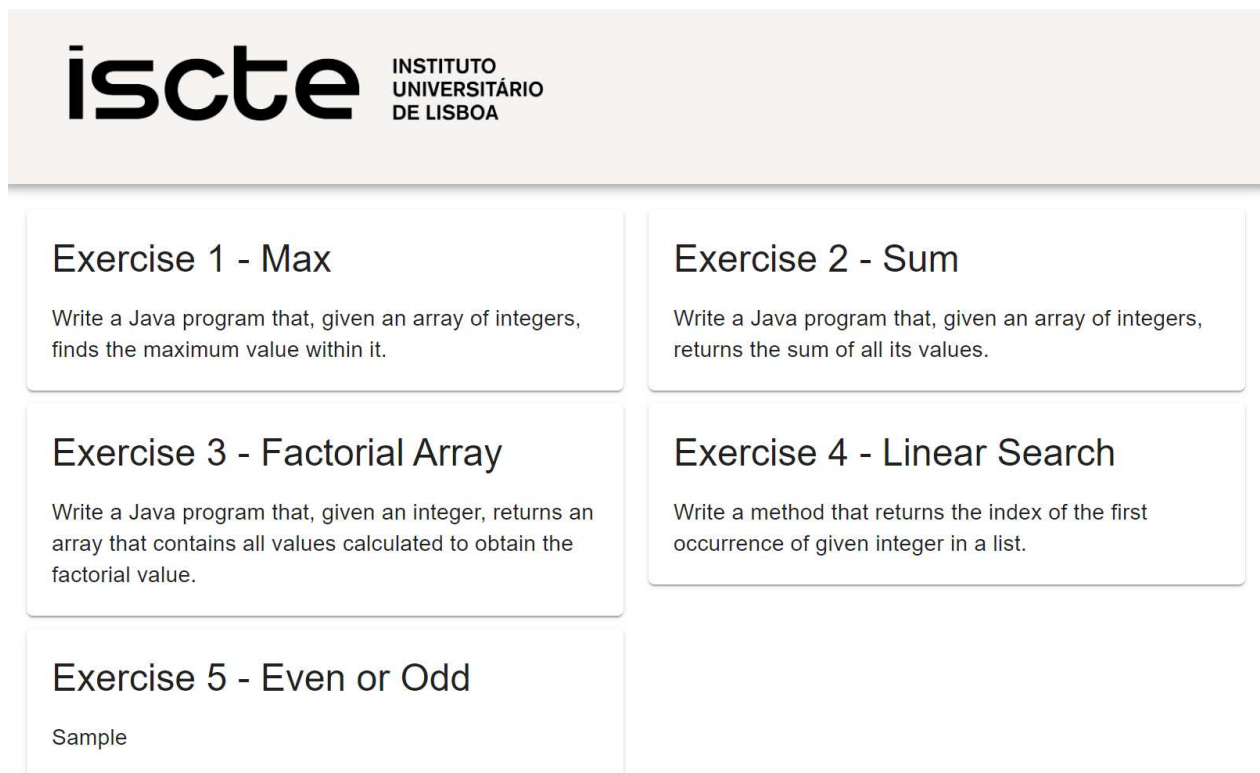 iscte
INSTITUTO
UNIVERSITÁRIO
DE LISBOA
Exercise 1 - Max
Write a Java program that, given an array of integers,
finds the maximum value within it.
Exercise 2 - Sum
Write a Java program that, given an array of integers,
returns the sum of all its values.
Exercise 3 - Factorial Array
Write a Java program that, given an integer, returns an
array that contains all values calculated to obtain the
factorial value.
Exercise 4 - Linear Search
Write a method that returns the index of the first
occurrence of given integer in a list.
Exercise 5 - Even or Odd
Sample